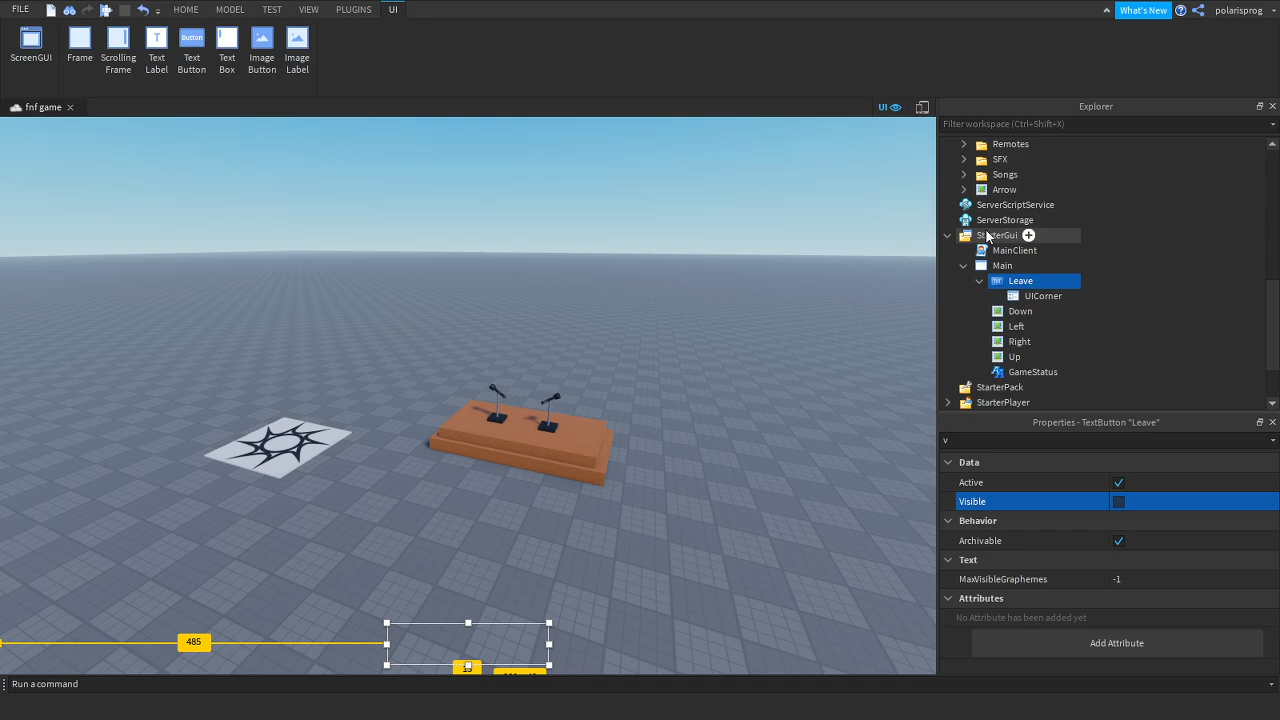 FILE HOME MODEL TEST VIEW PLUGINS UI What's New polarisprog
ScreenGUI Frame Scrolling Frame Text Label Button Text Button Text Box Image Button Image Label
fnf game UI Explorer
Filter workspace (Ctrl+Shift+X)
Remotes
SFX
Songs
Arrow
ServerScriptService
ServerStorage
StarterGui
MainClient
Main
Leave
UICorner
Down
Left
Right
Up
GameStatus
StarterPack
StarterPlayer
Properties - TextButton "Leave"
v
Data
Active
Visible
Behavior
Archivable
Text
MaxVisibleGraphemes -1
Attributes
No Attribute has been added yet
Add Attribute
485
Run a command